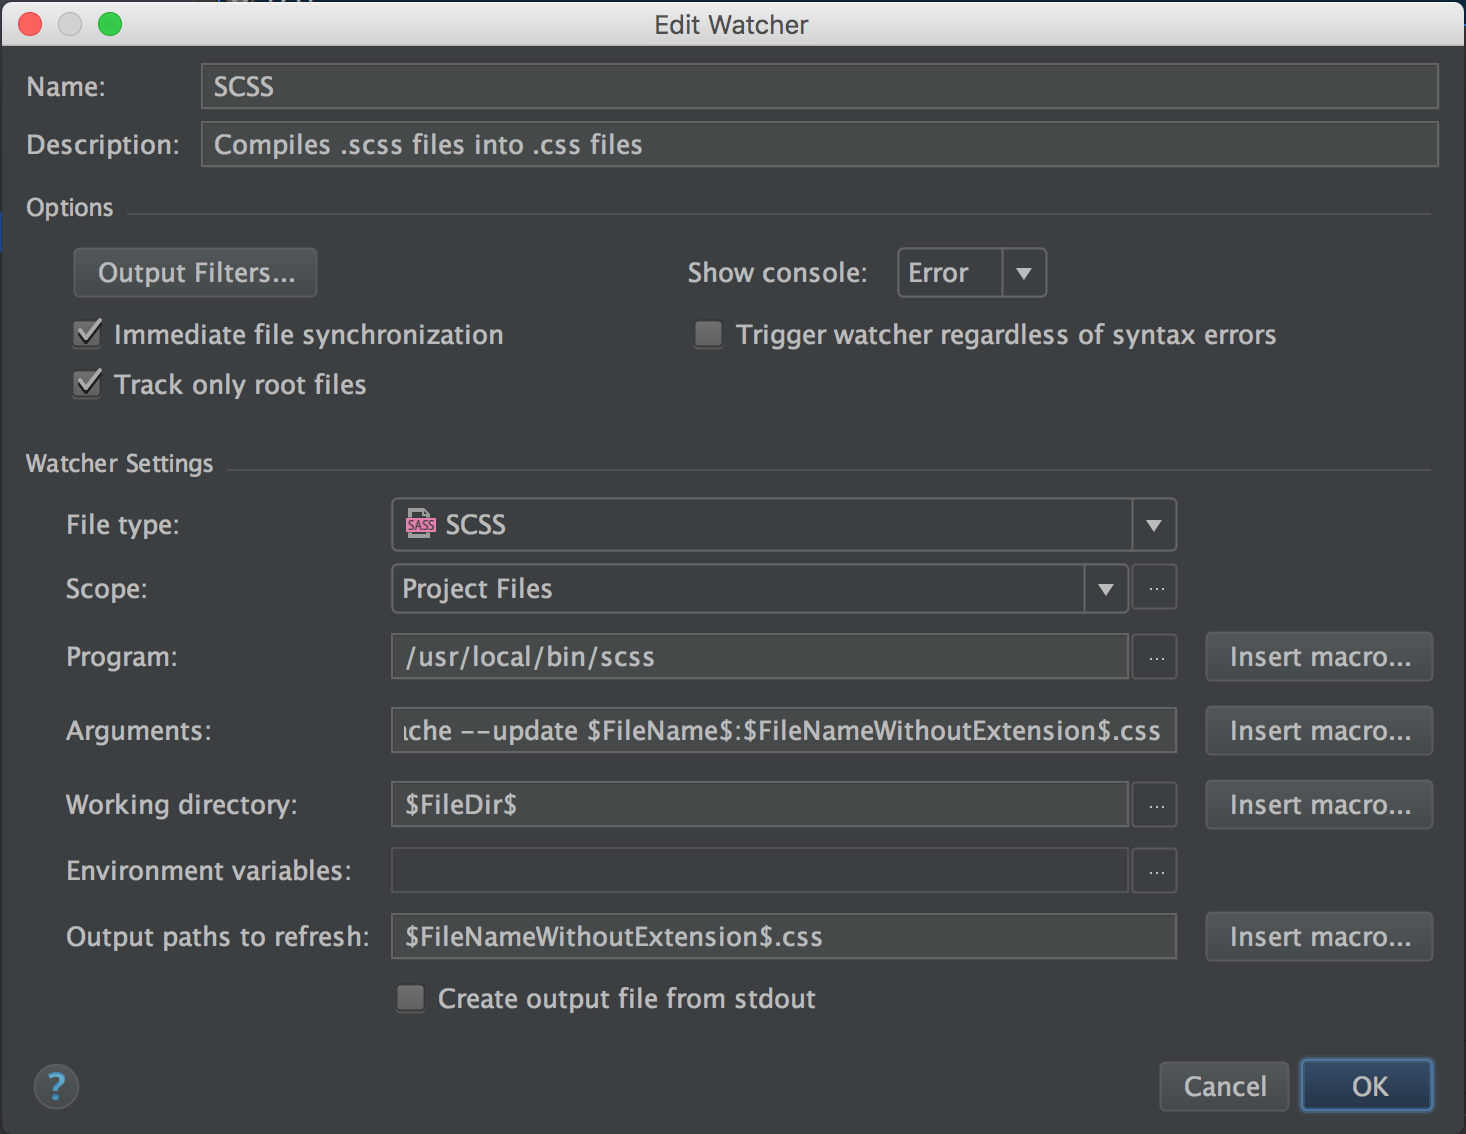 Edit Watcher
Name: SCSS
Description: Compiles .scss files into .css files
Options
Output Filters... Show console: Error
Immediate file synchronization Trigger watcher regardless of syntax errors
Track only root files
Watcher Settings
File type: SASS SCSS
Scope: Project Files ...
Program: /usr/local/bin/scss ... Insert macro...
Arguments: ache --update $FileName$:$FileNameWithoutExtension$.css Insert macro...
Working directory: $FileDir$ ... Insert macro...
Environment variables: ...
Output paths to refresh: $FileNameWithoutExtension$.css Insert macro...
Create output file from stdout
? Cancel OK